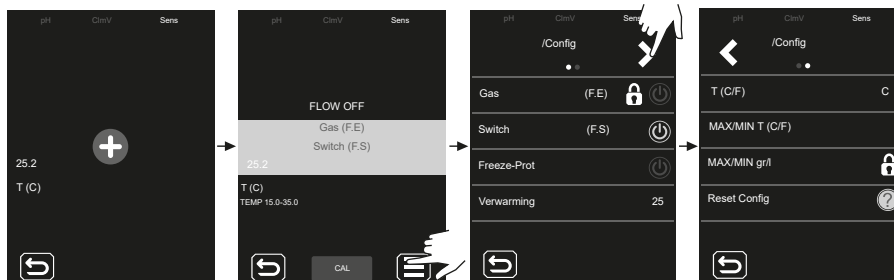 pH ClmV Sens
25.2
T (C)
pH ClmV Sens
FLOW OFF
Gas (F.E)
Switch (F.S)
25.2
T (C)
TEMP 15.0-35.0
CAL
pH ClmV Sens
/Config
Gas (F.E)
Switch (F.S)
Freeze-Prot
Verwarming 25
pH ClmV Sens
/Config
T (C/F) C
MAX/MIN T (C/F)
MAX/MIN gr/l
Reset Config ?